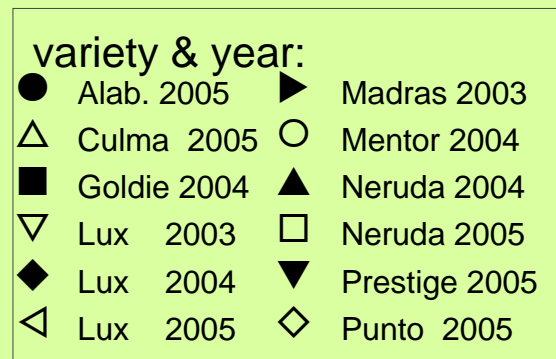 variety & year:
Alab. 2005 Madras 2003
Culma 2005 Mentor 2004
Goldie 2004 Neruda 2004
Lux 2003 Neruda 2005
Lux 2004 Prestige 2005
Lux 2005 Punto 2005